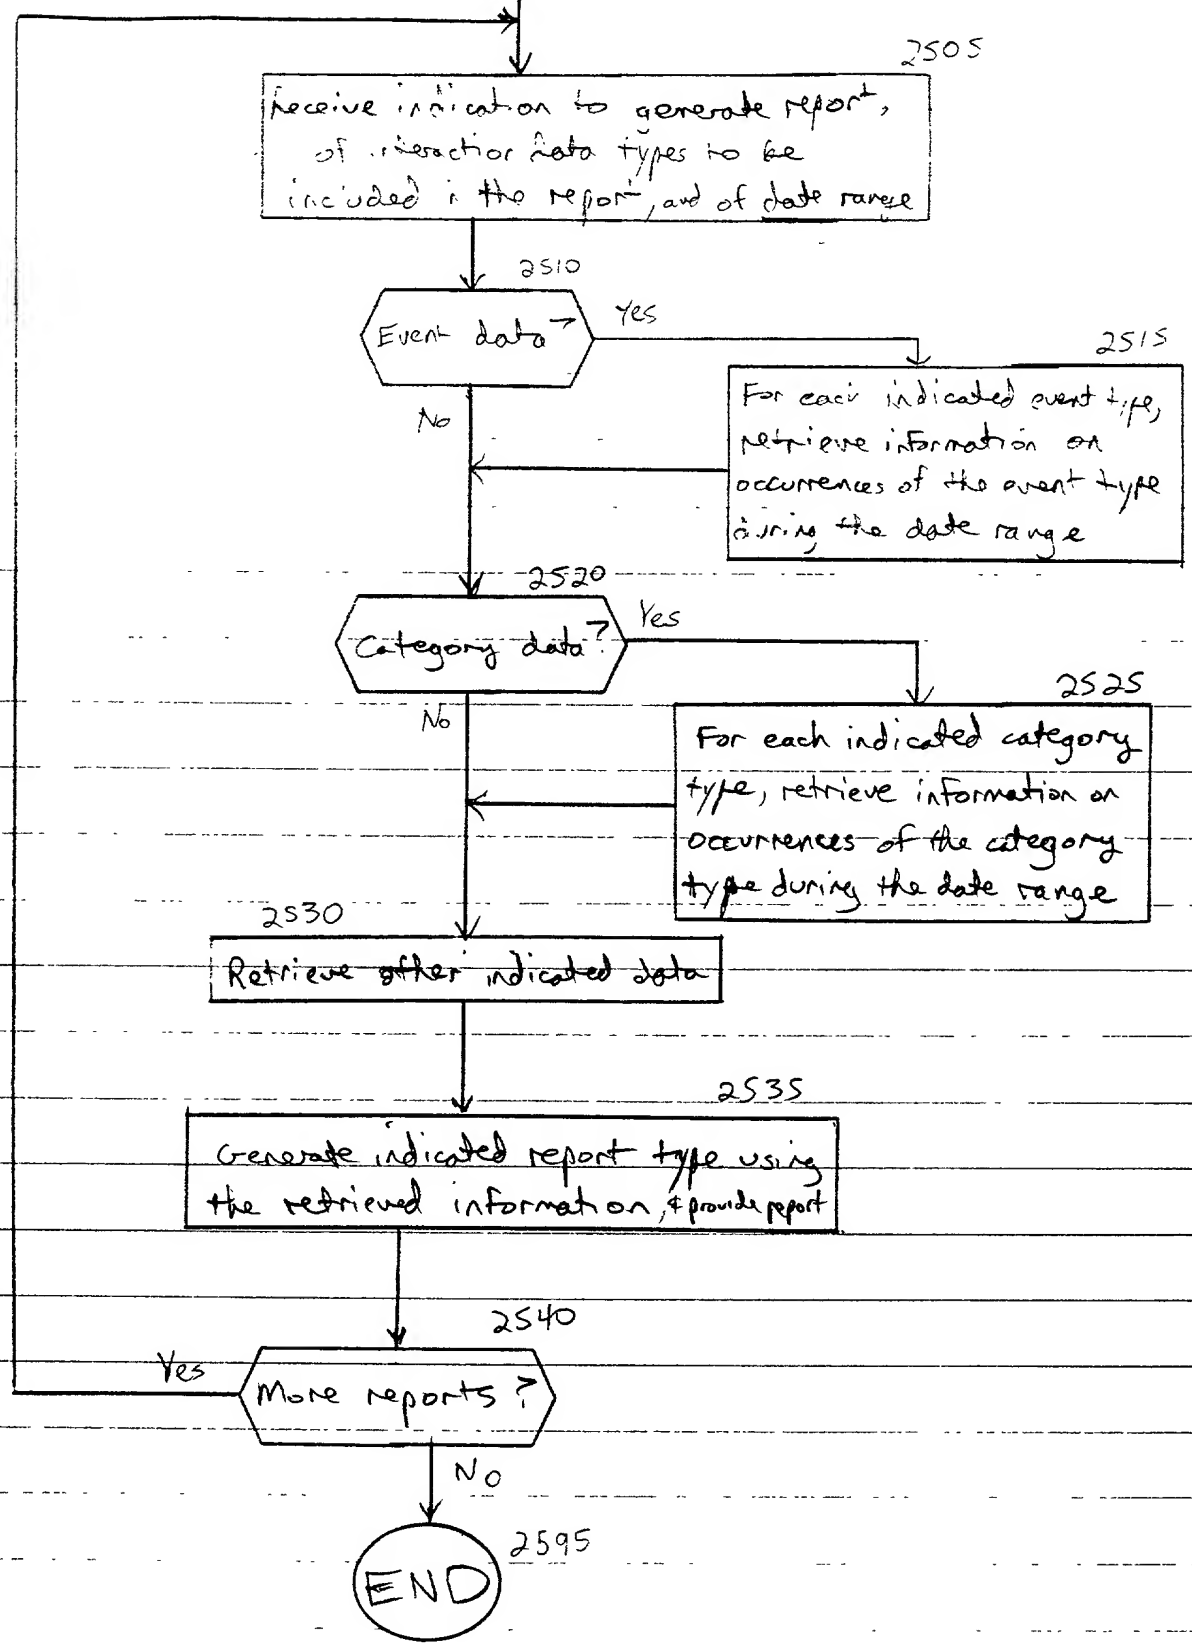 2505
Receive indication to generate report,
of interaction data types to be
included in the report, and of date range
2510
Event data?
Yes
No
2515
For each indicated event type,
retrieve information on
occurrences of the event type
during the date range
2520
Category data?
Yes
No
2525
For each indicated category
type, retrieve information on
occurrences of the category
type during the date range
2530
Retrieve other indicated data
2535
Generate indicated report type using
the retrieved information, & provide report
2540
More reports?
Yes
No
2595
END